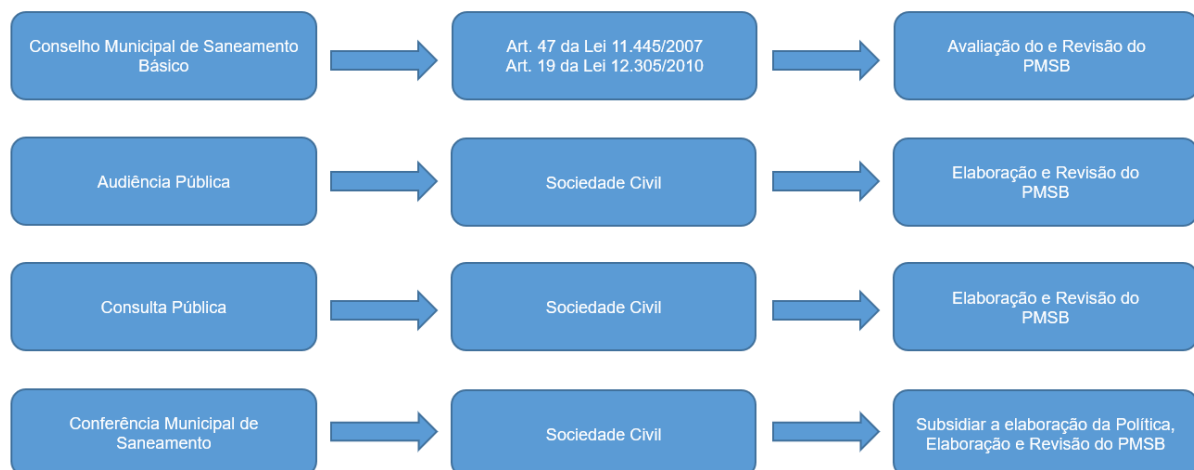 Conselho Municipal de Saneamento
Básico
Art. 47 da Lei 11.445/2007
Art. 19 da Lei 12.305/2010
Avaliação do e Revisão do
PMSB
Audiência Pública
Sociedade Civil
Elaboração e Revisão do
PMSB
Consulta Pública
Sociedade Civil
Elaboração e Revisão do
PMSB
Conferência Municipal de
Saneamento
Sociedade Civil
Subsidiar a elaboração da Política,
Elaboração e Revisão do PMSB